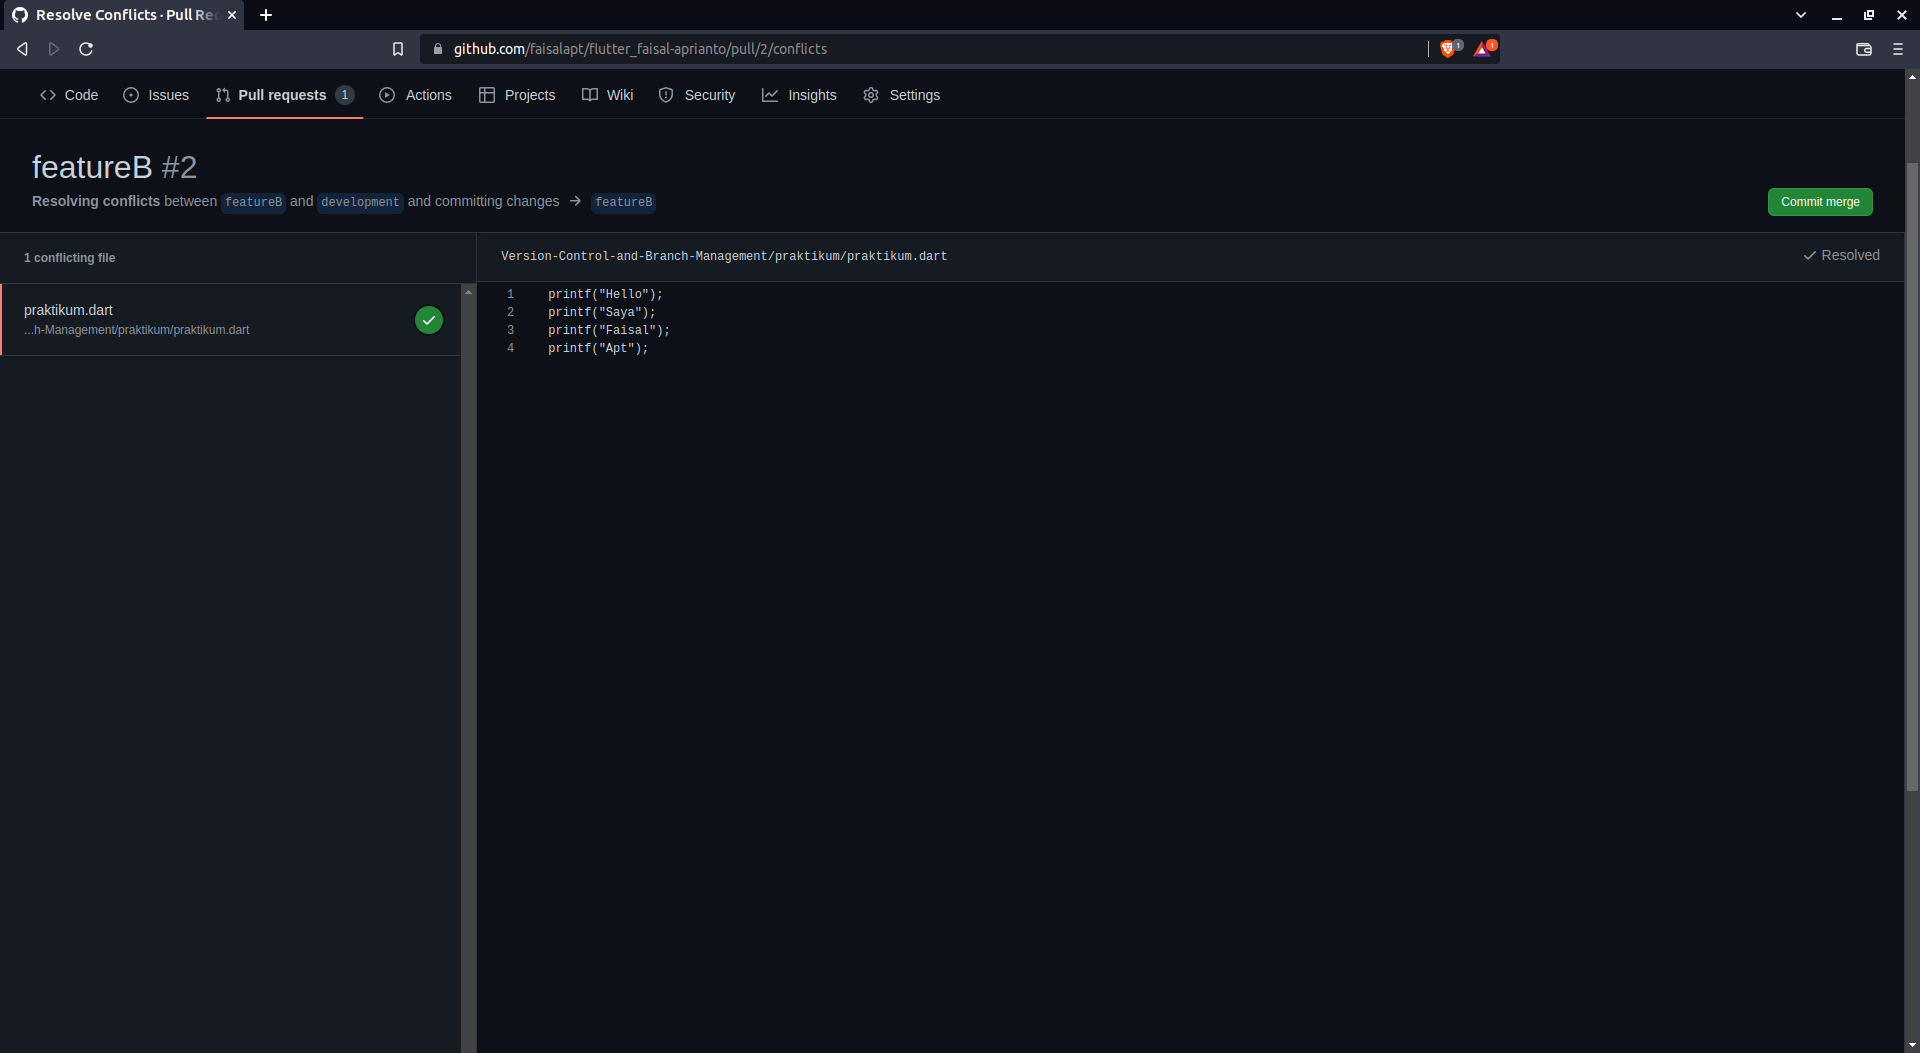 Resolve Conflicts · Pull Re
github.com/faisalapt/flutter_faisal-aprianto/pull/2/conflicts
1
1
Code Issues Pull requests 1 Actions Projects Wiki Security Insights Settings
featureB #2
Resolving conflicts between featureB and development and committing changes → featureB
Commit merge
1 conflicting file
Version-Control-and-Branch-Management/praktikum/praktikum.dart
Resolved
praktikum.dart
...h-Management/praktikum/praktikum.dart
1 printf("Hello");
2 printf("Saya");
3 printf("Faisal");
4 printf("Apt");